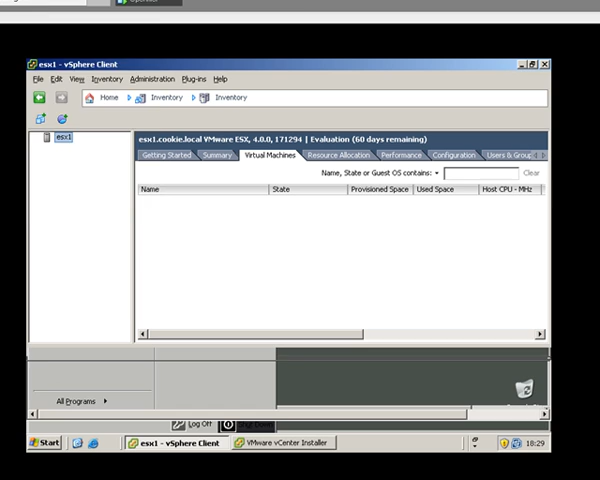 esx1 - vSphere Client
File Edit View Inventory Administration Plug-ins Help
Home Inventory Inventory
esx1
esx1.cookie.local VMware ESX, 4.0.0, 171294 | Evaluation (60 days remaining)
Getting Started Summary Virtual Machines Resource Allocation Performance Configuration Users & Group
Name, State or Guest OS contains: Clear
Name State Provisioned Space Used Space Host CPU - MHz
All Programs
Log Off
Start esx1 - vSphere Client VMware vCenter Installer 18:29